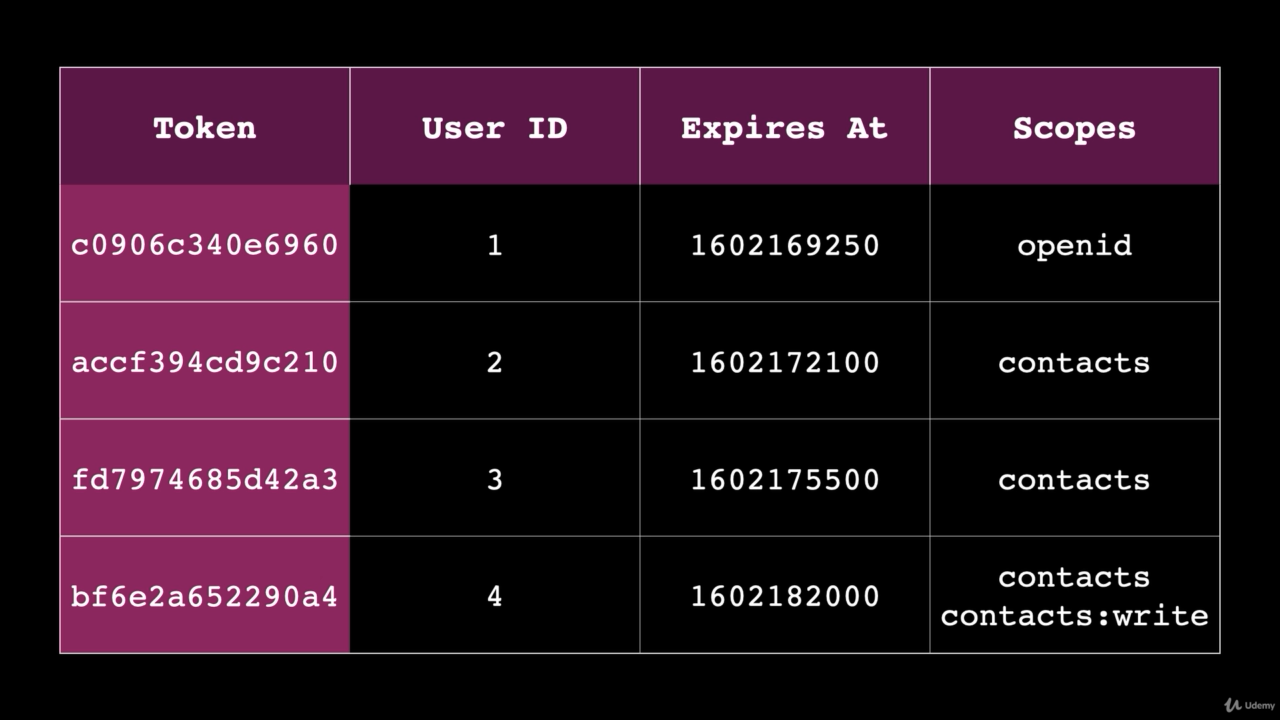 Token User ID Expires At Scopes
c0906c340e6960 1 1602169250 openid
accf394cd9c210 2 1602172100 contacts
fd7974685d42a3 3 1602175500 contacts
bf6e2a652290a4 4 1602182000 contacts
contacts:write
Udemy